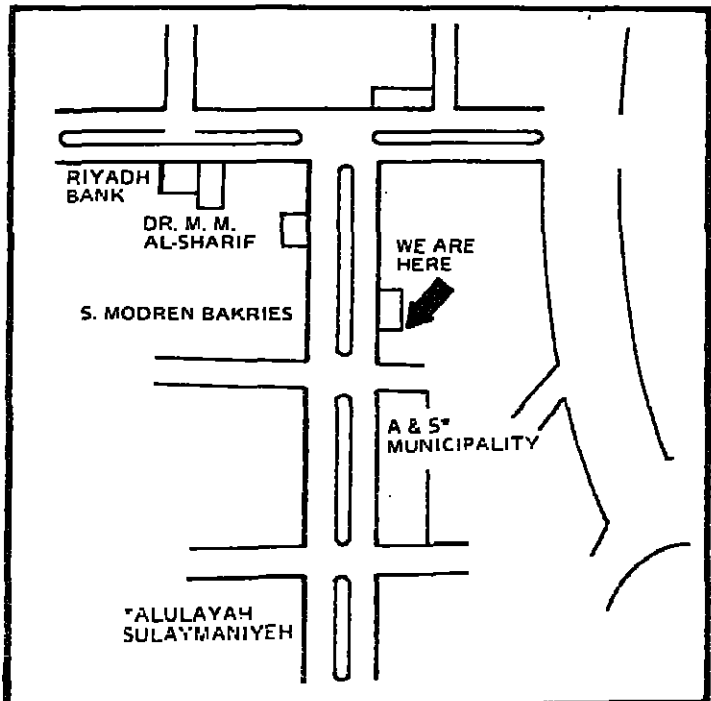 RIYADH
BANK
DR. M. M.
AL-SHARIF
WE ARE
HERE
S. MODREN BAKRIES
A & S*
MUNICIPALITY
*ALULAYAH
SULAYMANIYEH